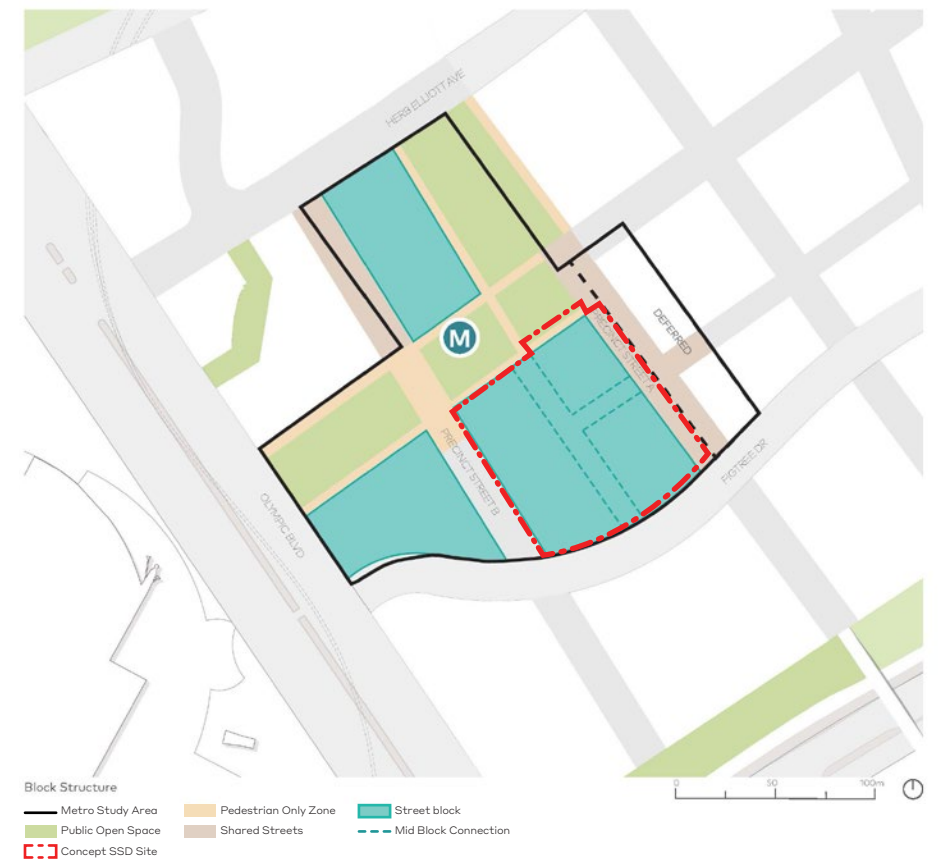 HERB ELLIOTT AVE
M
DEFERRED
PRECINCT STREET A
PRECINCT STREET B
FIGTREE DR
OLYMPIC BLVD
Block Structure
0 50 100m
Metro Study Area Pedestrian Only Zone Street block
Public Open Space Shared Streets Mid Block Connection
Concept SSD Site